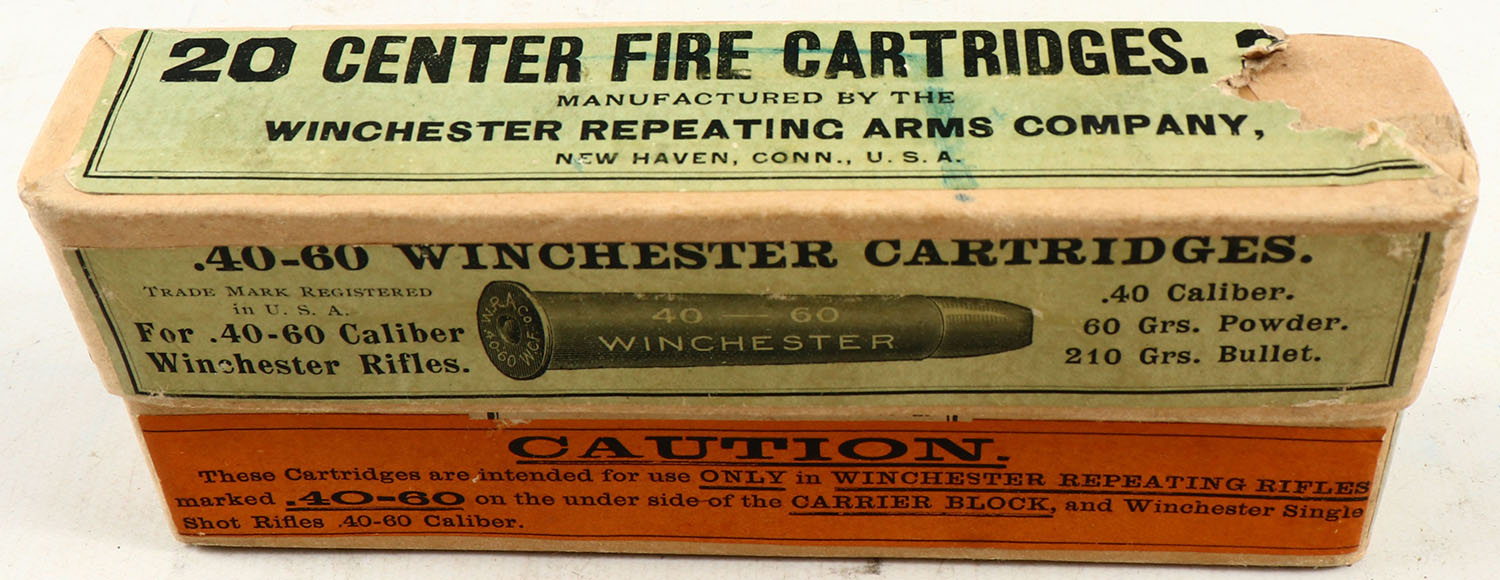 20 CENTER FIRE CARTRIDGES.
MANUFACTURED BY THE
WINCHESTER REPEATING ARMS COMPANY,
NEW HAVEN, CONN., U. S. A.
.40-60 WINCHESTER CARTRIDGES.
TRADE MARK REGISTERED
in U. S. A.
For .40-60 Caliber
Winchester Rifles.
W.R.A. Co.
40-60 W.C.F.
40 — 60
WINCHESTER
.40 Caliber.
60 Grs. Powder.
210 Grs. Bullet.
CAUTION.
These Cartridges are intended for use ONLY in WINCHESTER REPEATING RIFLES
marked .40-60 on the under side of the CARRIER BLOCK, and Winchester Single
Shot Rifles .40-60 Caliber.